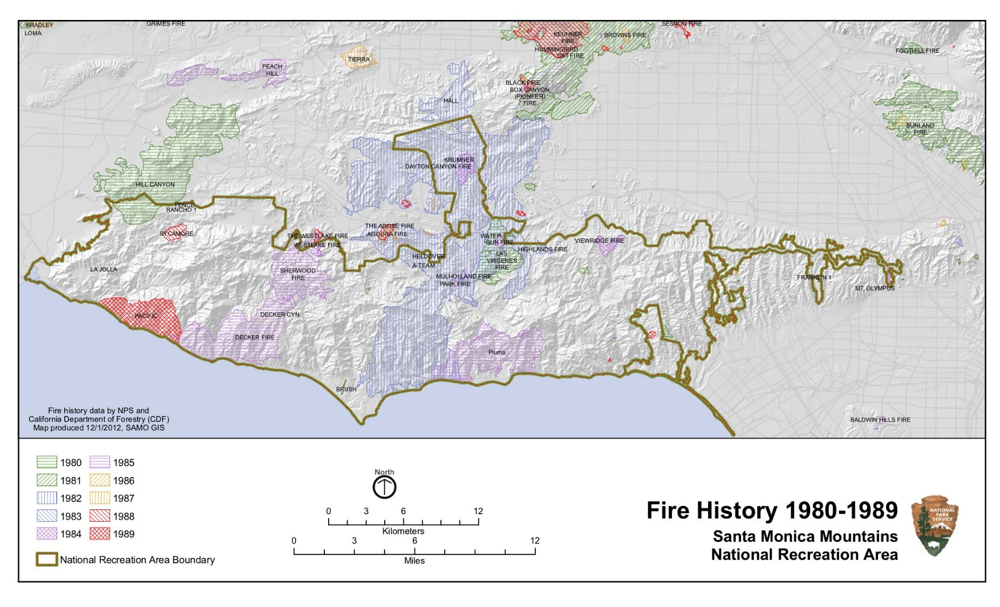 BRADLEY
LOMA
GRIMES FIRE
KEUHNER
FIRE
BROWNS FIRE
SESNON FIRE
HUMMINGBIRD
OAT FIRE
FOOTHILL FIRE
TIERRA
PEACH
HILL
BLACK FIRE
BOX CANYON
(PIONEER)
FIRE
HALL
SUNLAND
FIRE
KRUMNER
DAYTON CANYON FIRE
HILL CANYON
FENCE
RANCHO 1
SYCAMORE
THE WESTLAKE FIRE
WESTLAKE FIRE
THE ADOBE FIRE
AGOURA FIRE
WATER
GUN FIRE
VIEWRIDGE FIRE
HIGHLANDS FIRE
HELDOVER
A-TEAM
LAS
VIRGENES
FIRE
LA JOLLA
SHERWOOD
FIRE
MULHOLLAND FIRE
PARK FIRE
FRANKLIN 1
MT. OLYMPUS
PACIFIC
DECKER CYN
DECKER FIRE
Piuma
BRUSH
BALDWIN HILLS FIRE
Fire history data by NPS and
California Department of Forestry (CDF)
Map produced 12/1/2012, SAMO GIS
1980 1985
1981 1986
1982 1987
1983 1988
1984 1989
National Recreation Area Boundary
North
0 3 6 12
Kilometers
0 3 6 12
Miles
Fire History 1980-1989
Santa Monica Mountains
National Recreation Area
NATIONAL
PARK
SERVICE